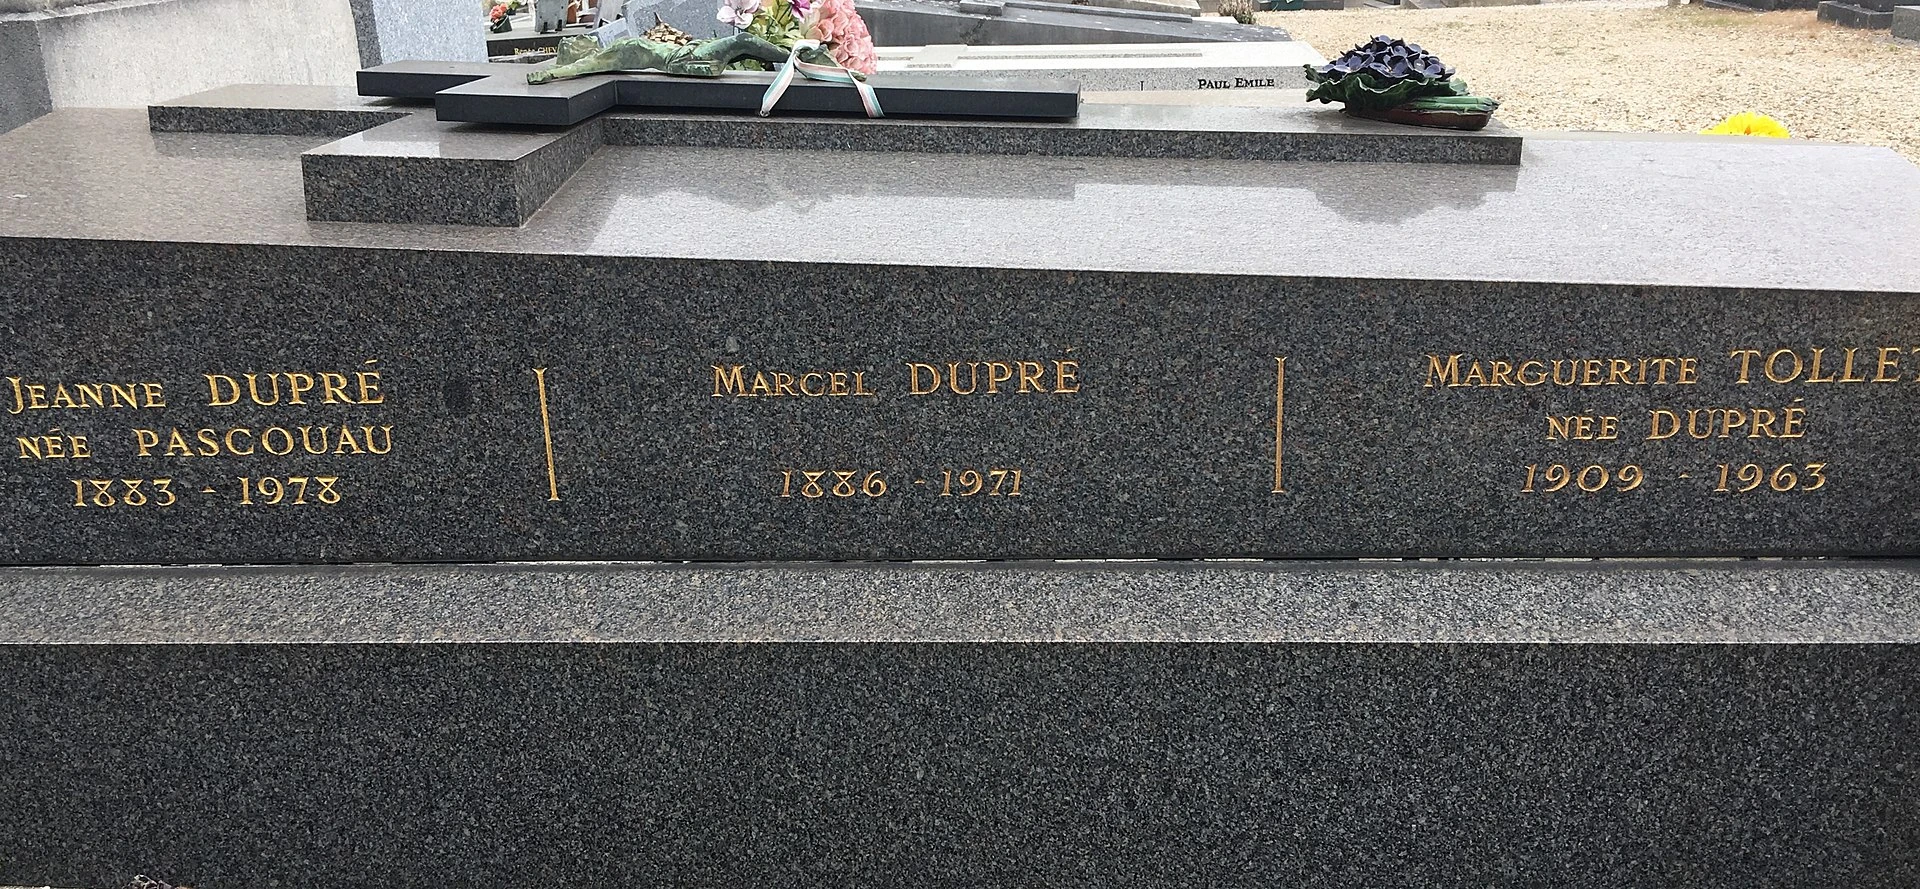 PAUL EMILE
JEANNE DUPRÉ
NÉE PASCOUAU
1883 - 1978
MARCEL DUPRÉ
1886 - 1971
MARGUERITE TOLLET
NÉE DUPRÉ
1909 - 1963